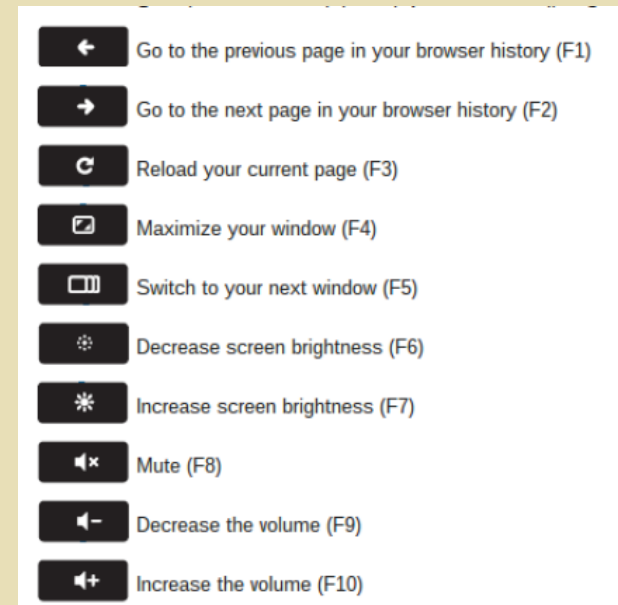 Go to the previous page in your browser history (F1)
Go to the next page in your browser history (F2)
Reload your current page (F3)
Maximize your window (F4)
Switch to your next window (F5)
Decrease screen brightness (F6)
Increase screen brightness (F7)
Mute (F8)
Decrease the volume (F9)
Increase the volume (F10)